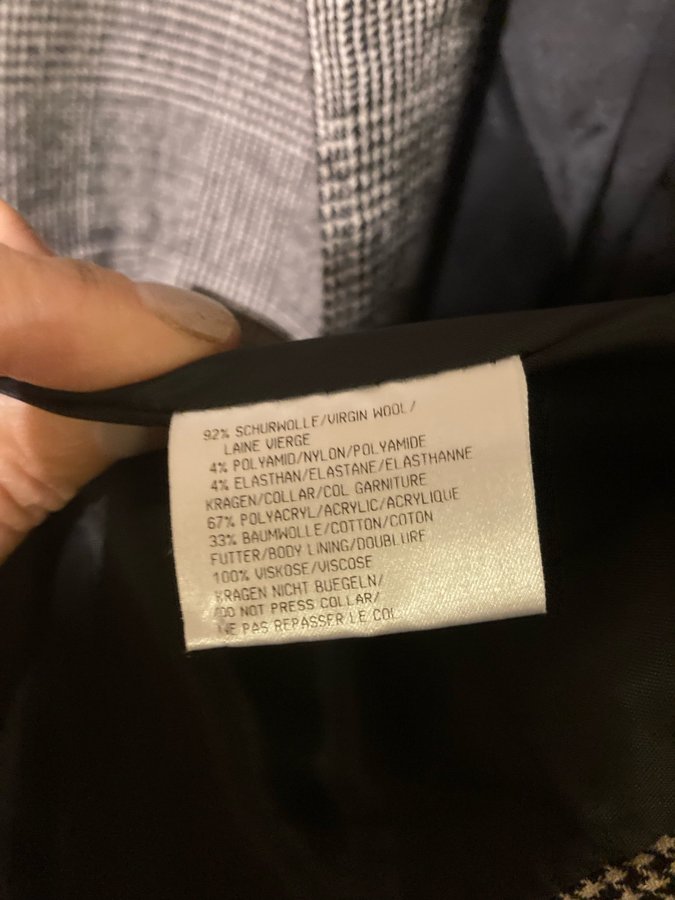 92% SCHURWOLLE/VIRGIN WOOL/
LAINE VIERGE
4% POLYAMID/NYLON/POLYAMIDE
4% ELASTHAN/ELASTANE/ELASTHANNE
KRAGEN/COLLAR/COL GARNITURE
67% POLYACRYL/ACRYLIC/ACRYLIQUE
33% BAUMWOLLE/COTTON/COTON
FUTTER/BODY LINING/DOUBLURE
100% VISKOSE/VISCOSE
KRAGEN NICHT BUEGELN/
DO NOT PRESS COLLAR/
NE PAS REPASSER LE COL